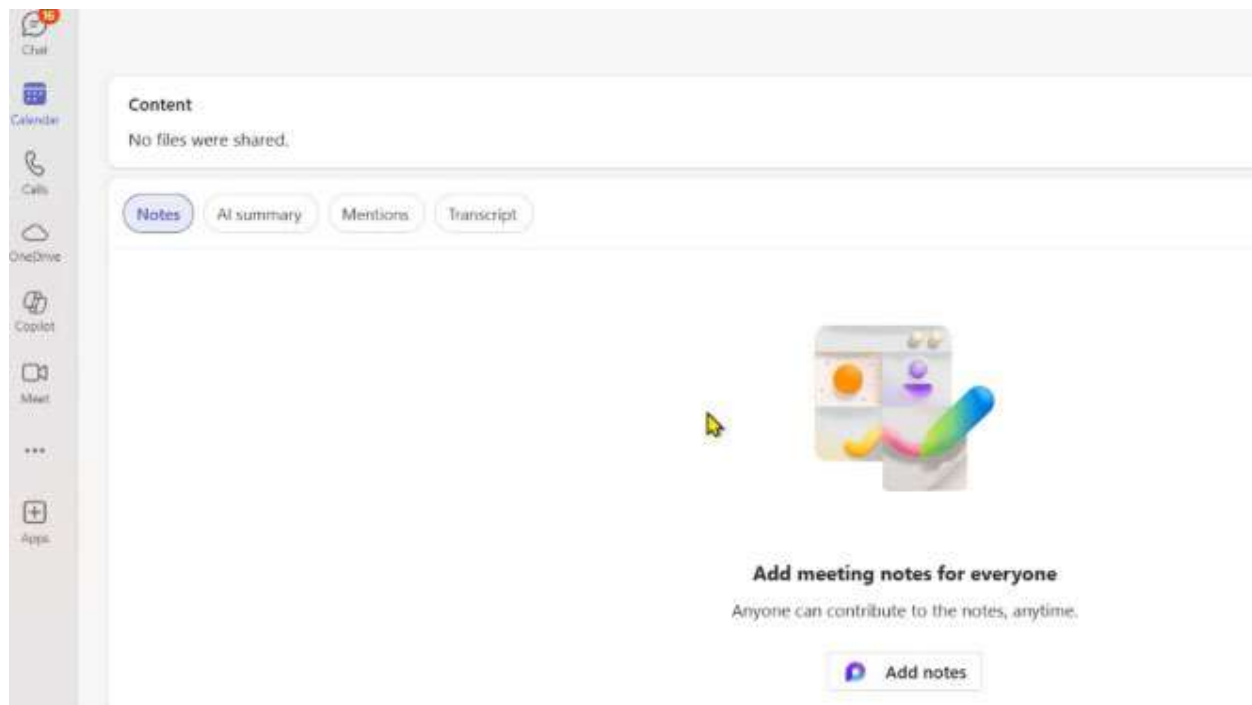 16
Chat
Calendar
Calls
OneDrive
Copilot
Meet
Apps
Content
No files were shared.
Notes AI summary Mentions Transcript
Add meeting notes for everyone
Anyone can contribute to the notes, anytime.
Add notes